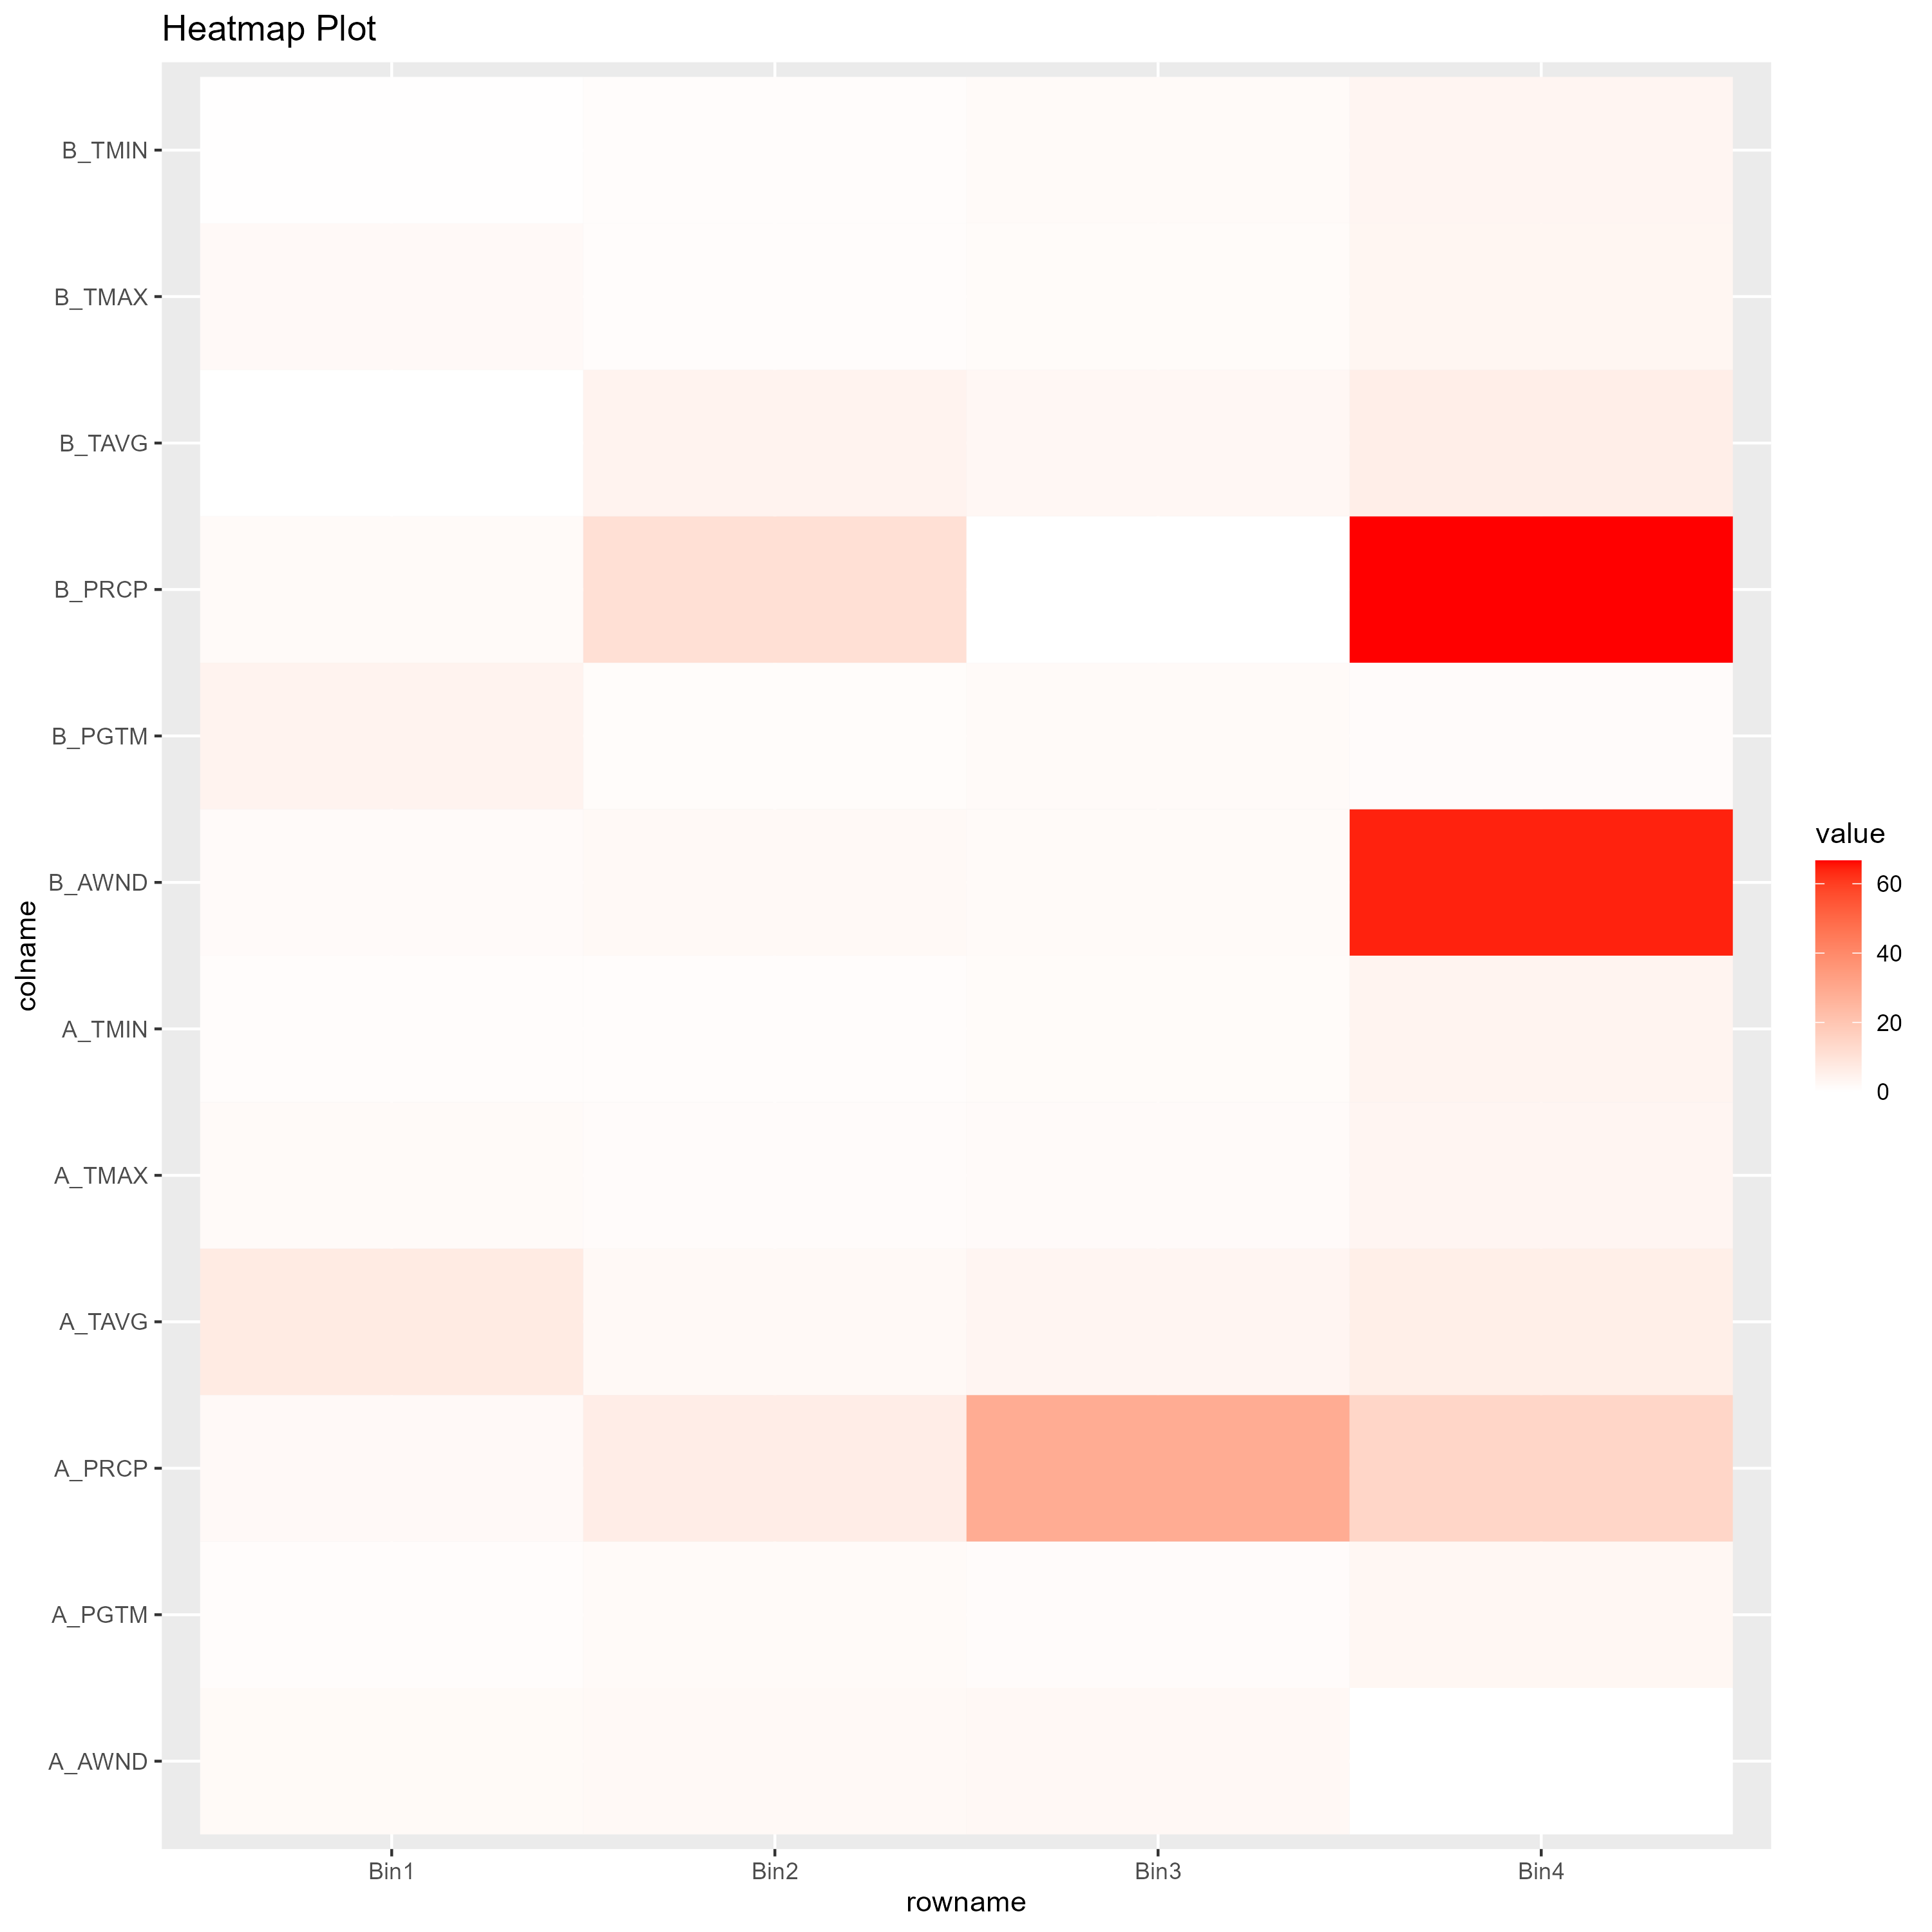 Heatmap Plot
B_TMIN
B_TMAX
B_TAVG
B_PRCP
B_PGTM
B_AWND
A_TMIN
A_TMAX
A_TAVG
A_PRCP
A_PGTM
A_AWND
colname
Bin1 Bin2 Bin3 Bin4
rowname
value
60
40
20
0